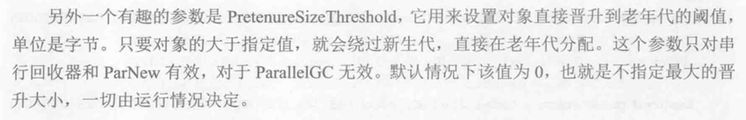 另外一个有趣的参数是 PretenureSizeThreshold，它用来设置对象直接晋升到老年代的阈值，
单位是字节。只要对象的大于指定值，就会绕过新生代，直接在老年代分配。这个参数只对串
行回收器和 ParNew 有效，对于 ParallelGC 无效。默认情况下该值为 0，也就是不指定最大的晋
升大小，一切由运行情况决定。